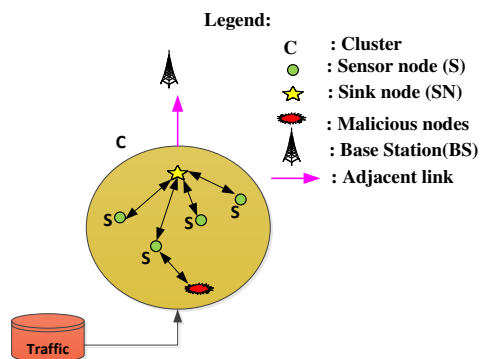 Legend:
C : Cluster
: Sensor node (S)
: Sink node (SN)
: Malicious nodes
: Base Station(BS)
: Adjacent link
C
S
S
S
S
Traffic